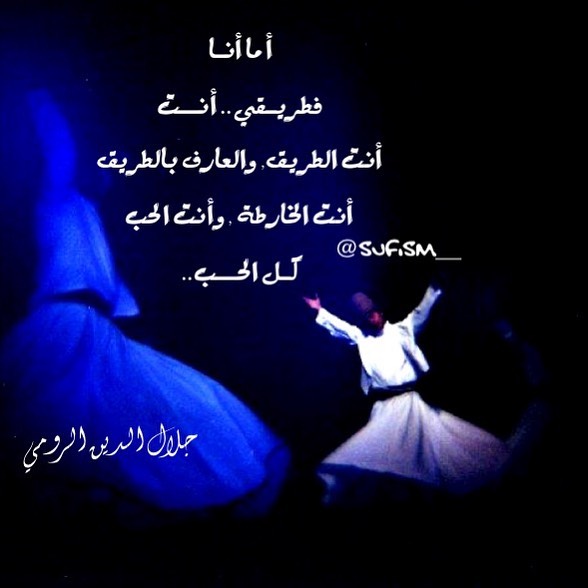 أما أنا
فطريقي .. أنت
أنت الطريق, والعارف بالطريق
أنت الخارطة , وأنت الحب
كل الحب..
@SUFiSM__
جلال الدين الرومي